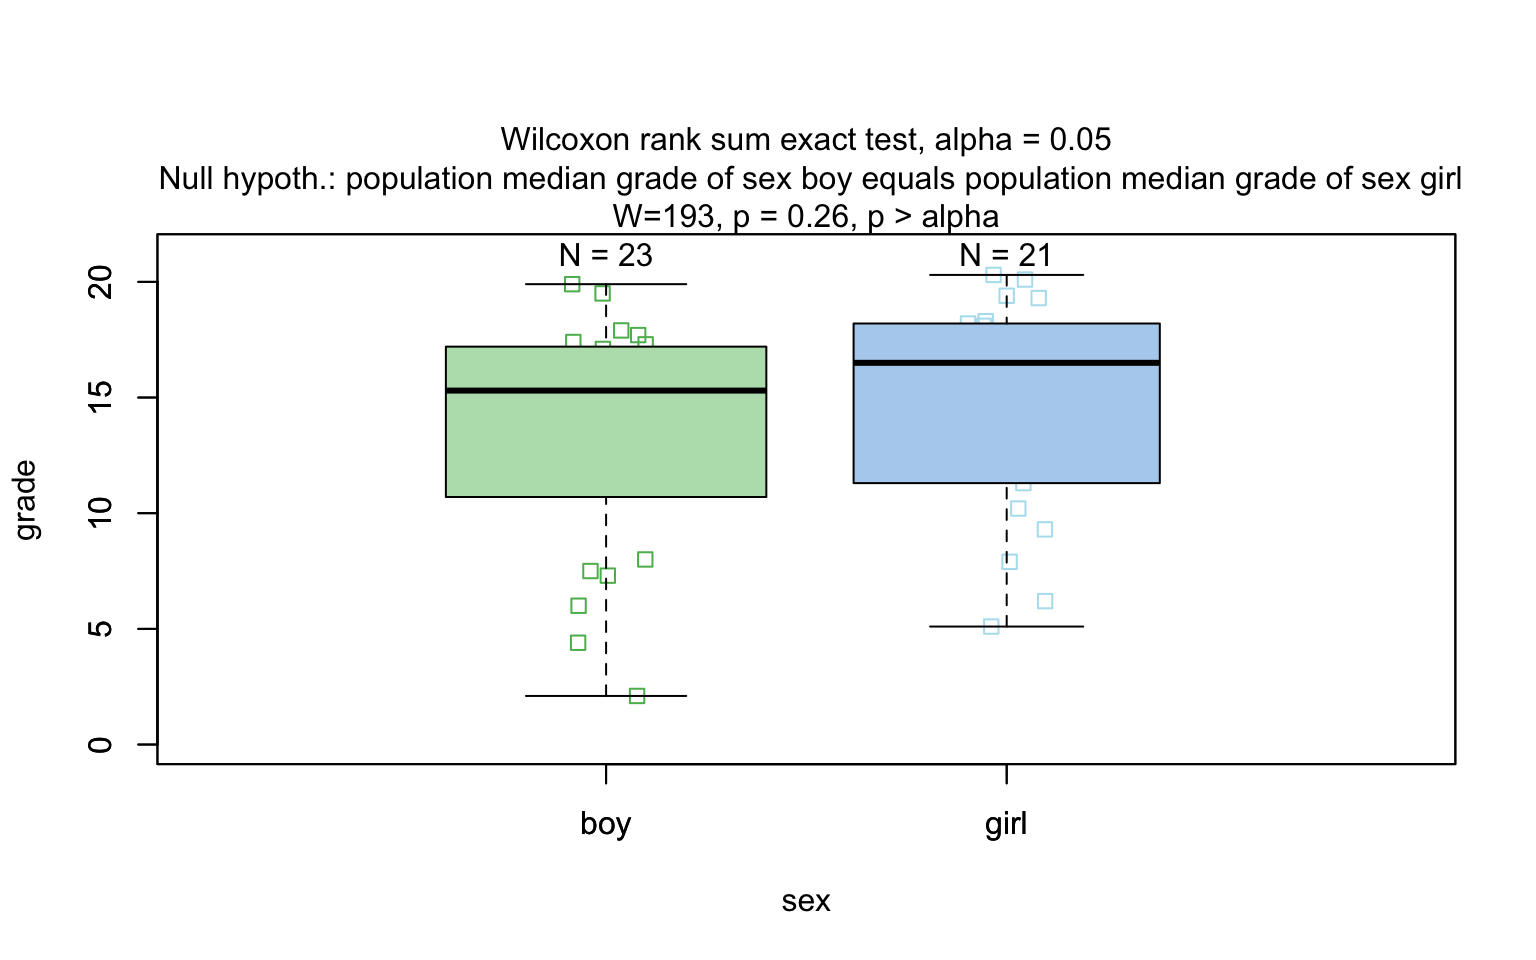 Wilcoxon rank sum exact test, alpha = 0.05
Null hypoth.: population median grade of sex boy equals population median grade of sex girl
W=193, p = 0.26, p > alpha
N = 23
N = 21
20
15
10
5
0
grade
boy
girl
sex